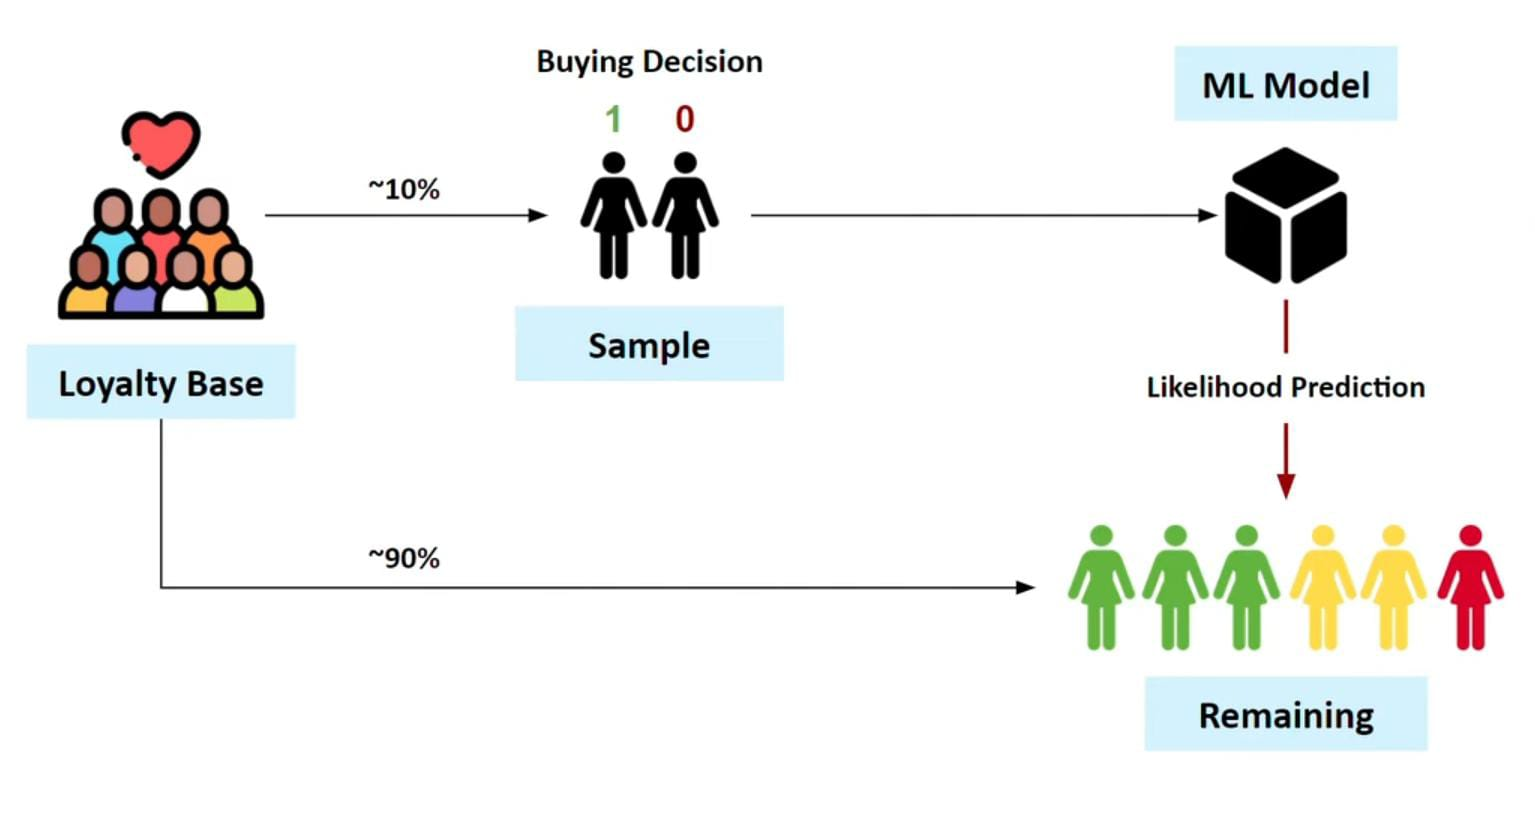 Buying Decision
1 0
ML Model
~10%
Sample
Loyalty Base
Likelihood Prediction
~90%
Remaining